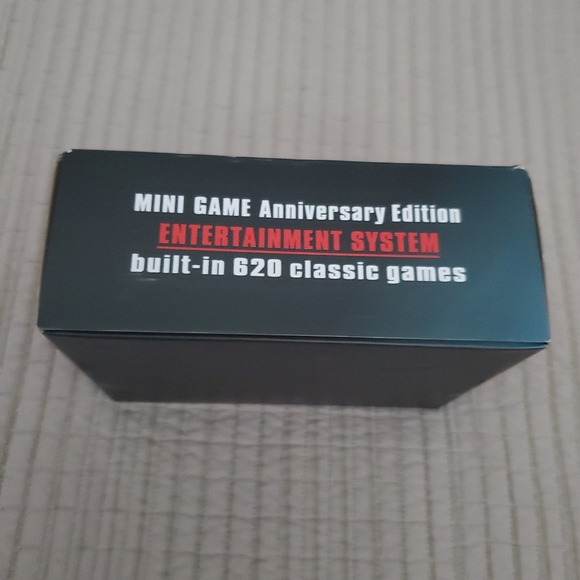 MINI GAME Anniversary Edition
ENTERTAINMENT SYSTEM
built-in 620 classic games